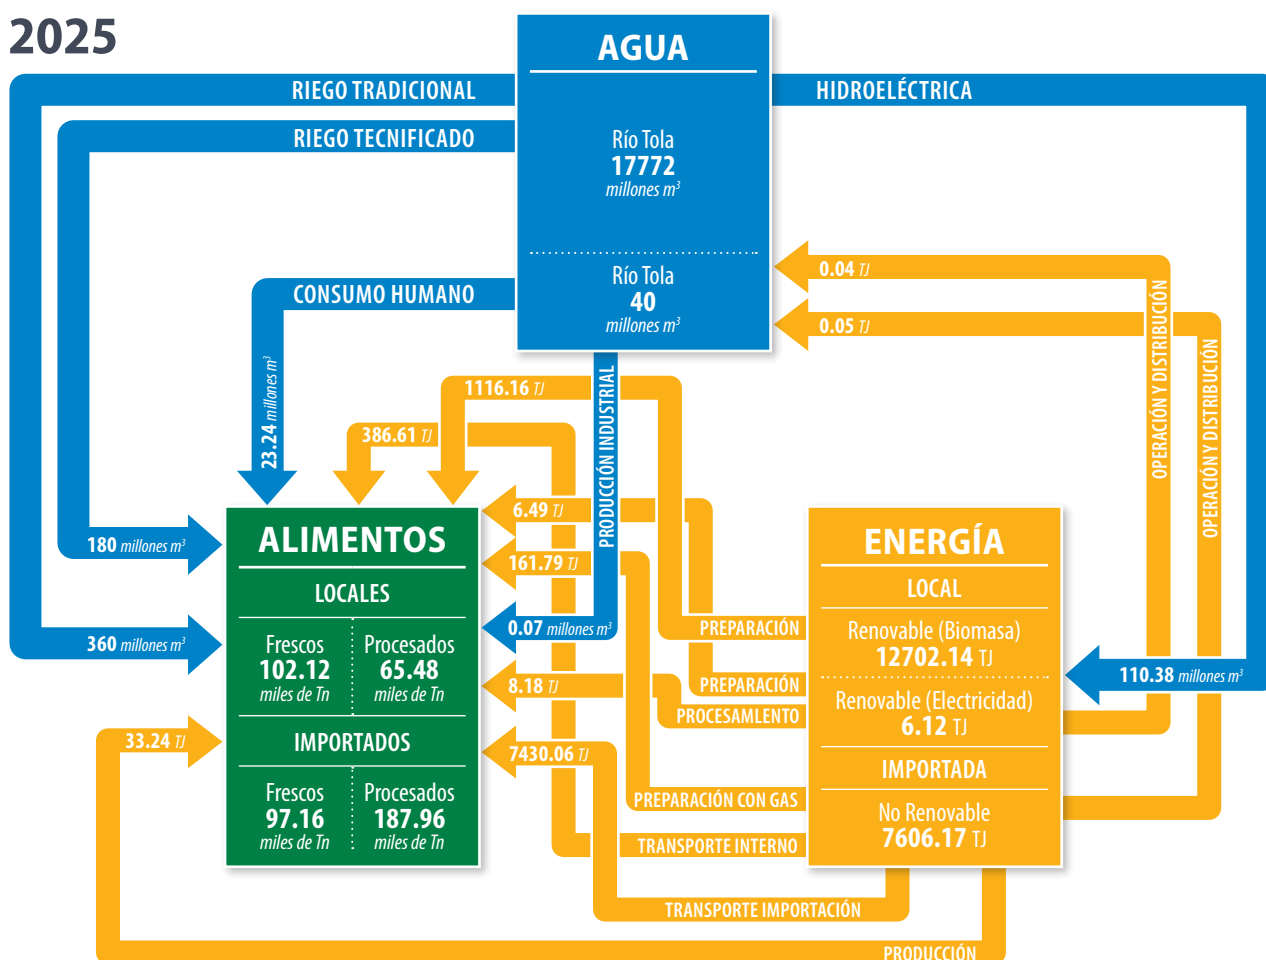 2025
AGUA
RIEGO TRADICIONAL
HIDROELÉCTRICA
RIEGO TECNIFICADO
Río Tola
17772
millones m³
Río Tola
40
millones m³
CONSUMO HUMANO
0.04 TJ
0.05 TJ
OPERACIÓN Y DISTRIBUCIÓN
OPERACIÓN Y DISTRIBUCIÓN
23.24 millones m³
1116.16 TJ
386.61 TJ
PRODUCCIÓN INDUSTRIAL
6.49 TJ
161.79 TJ
0.07 millones m³
8.18 TJ
7430.06 TJ
180 millones m³
360 millones m³
33.24 TJ
ALIMENTOS
LOCALES
Frescos
102.12
miles de Tn
Procesados
65.48
miles de Tn
IMPORTADOS
Frescos
97.16
miles de Tn
Procesados
187.96
miles de Tn
PREPARACIÓN
PREPARACIÓN
PROCESAMLENTO
PREPARACIÓN CON GAS
TRANSPORTE INTERNO
TRANSPORTE IMPORTACIÓN
PRODUCCIÓN
ENERGÍA
LOCAL
Renovable (Biomasa)
12702.14 TJ
Renovable (Electricidad)
6.12 TJ
IMPORTADA
No Renovable
7606.17 TJ
110.38 millones m³